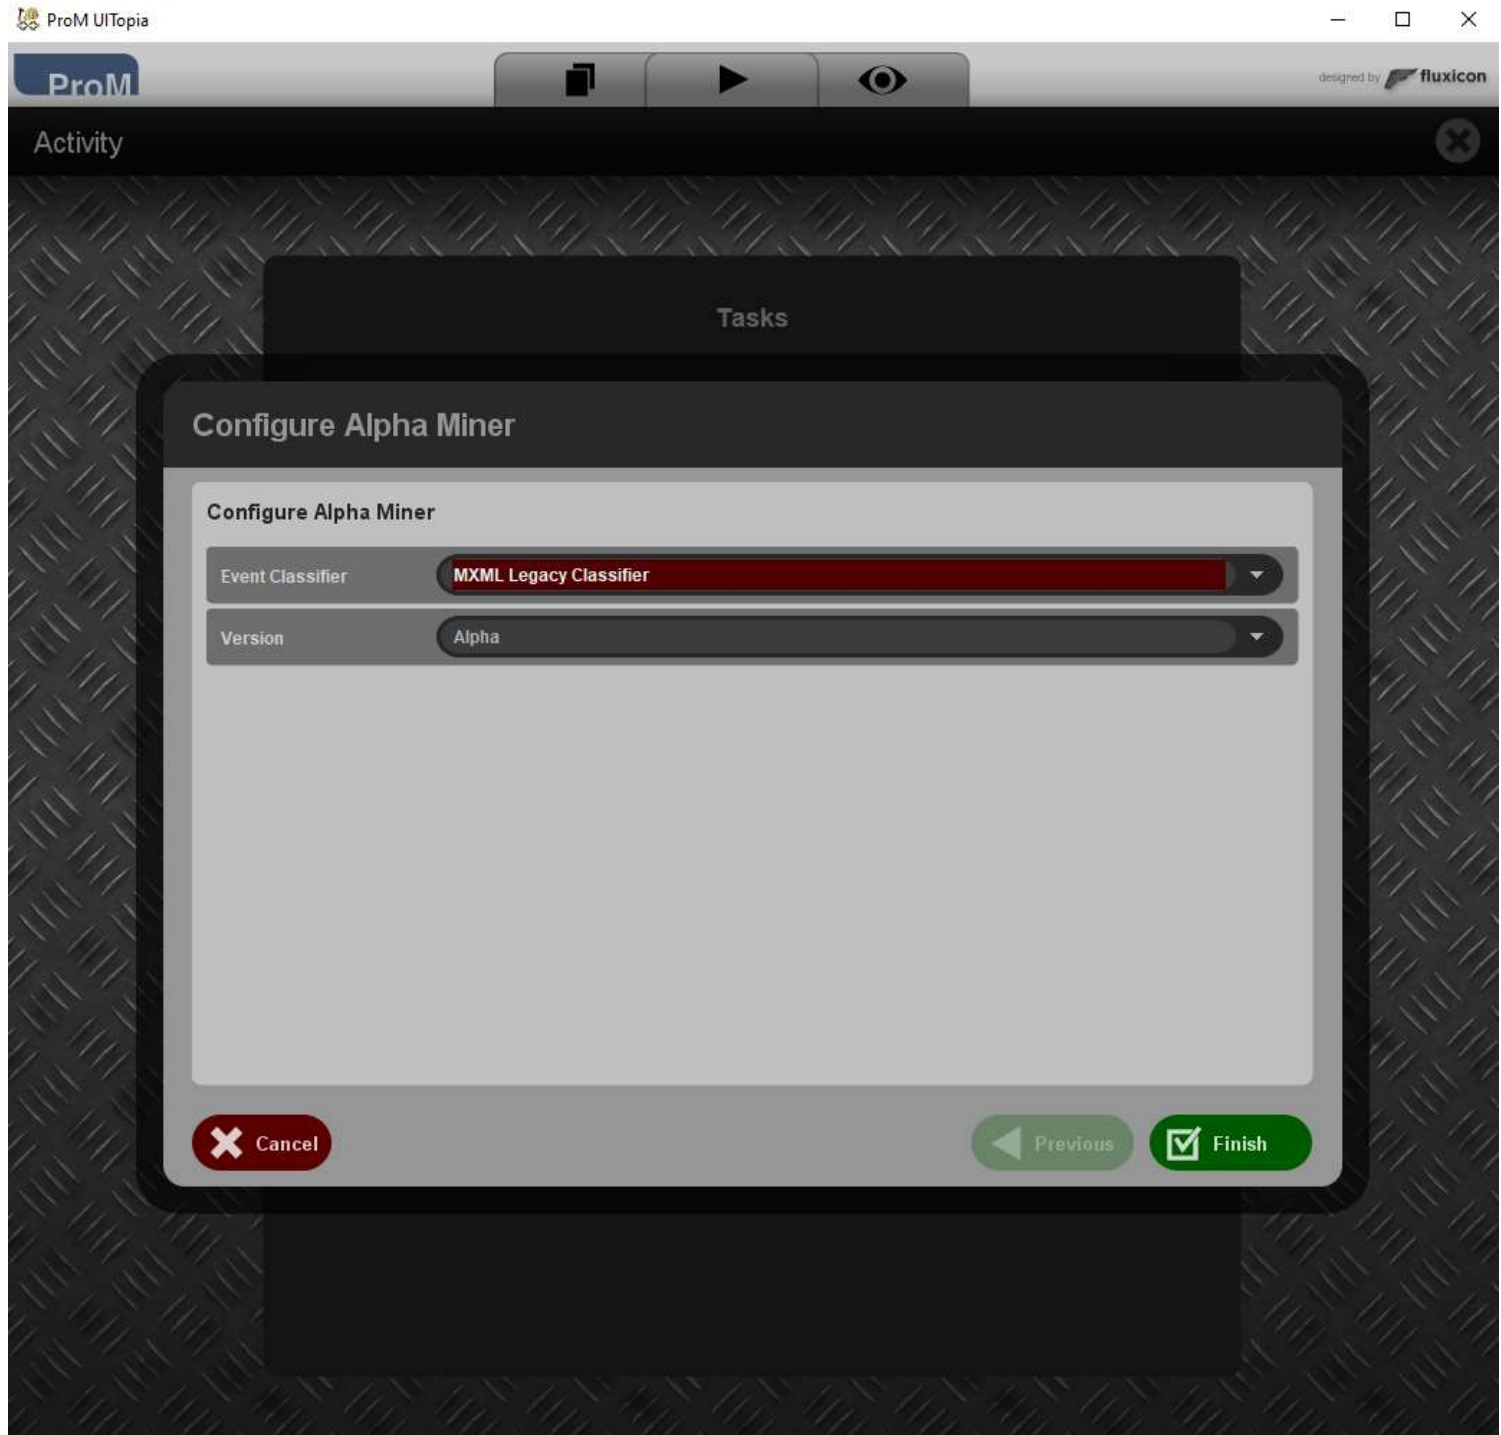 ProM UITopia
ProM
designed by fluxicon
Activity
Tasks
Configure Alpha Miner
Configure Alpha Miner
Event Classifier MXML Legacy Classifier
Version Alpha
Cancel Previous Finish